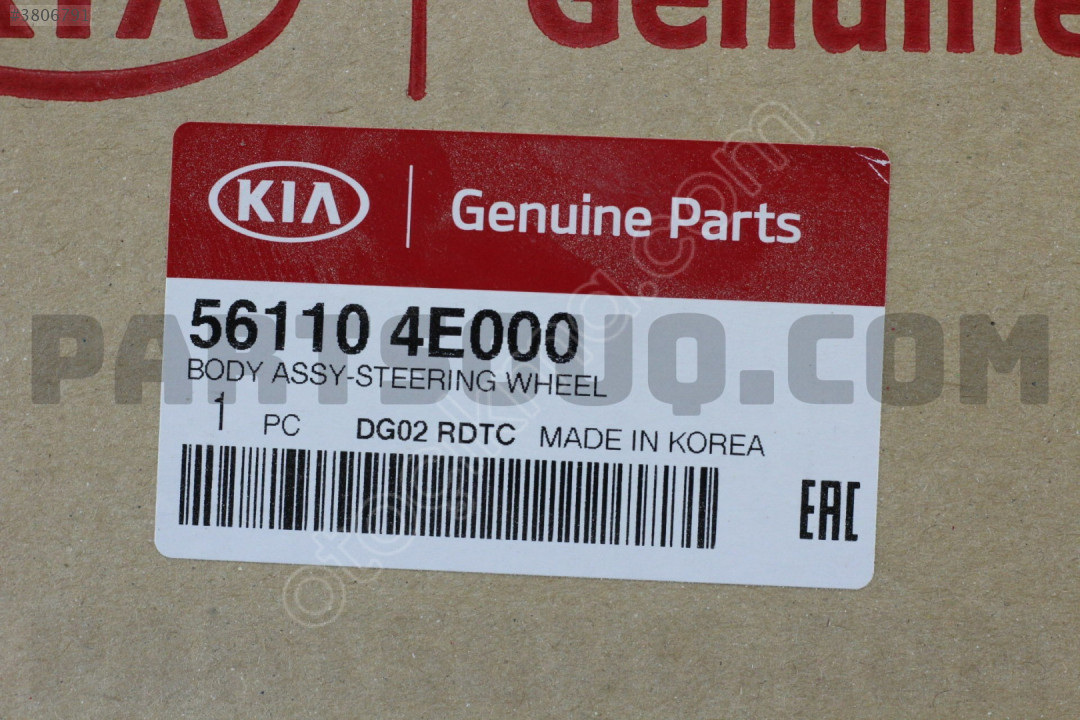 KIA Genuine
KIA Genuine Parts
56110 4E000
BODY ASSY-STEERING WHEEL
1 PC DG02 RDTC MADE IN KOREA
EAC
PARTSOUQ.COM